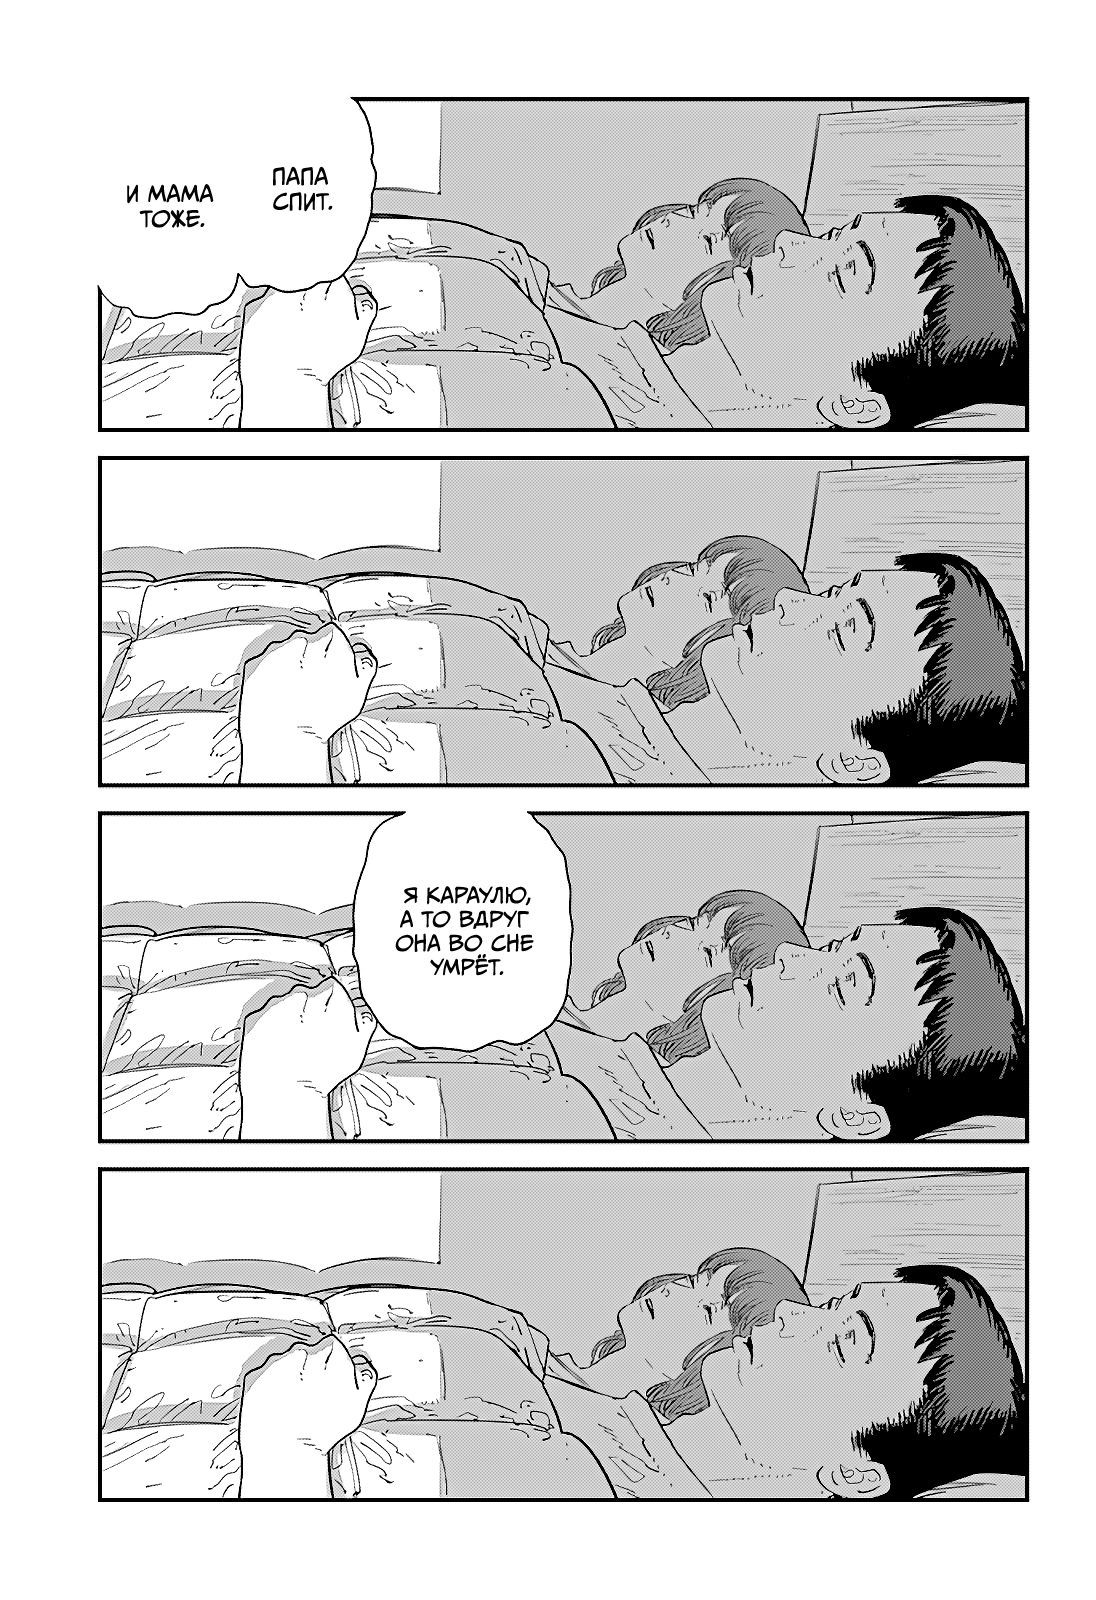 ПАПА
СПИТ.
И МАМА
ТОЖЕ.
Я КАРАУЛЮ,
А ТО ВДРУГ
ОНА ВО СНЕ
УМРЁТ.